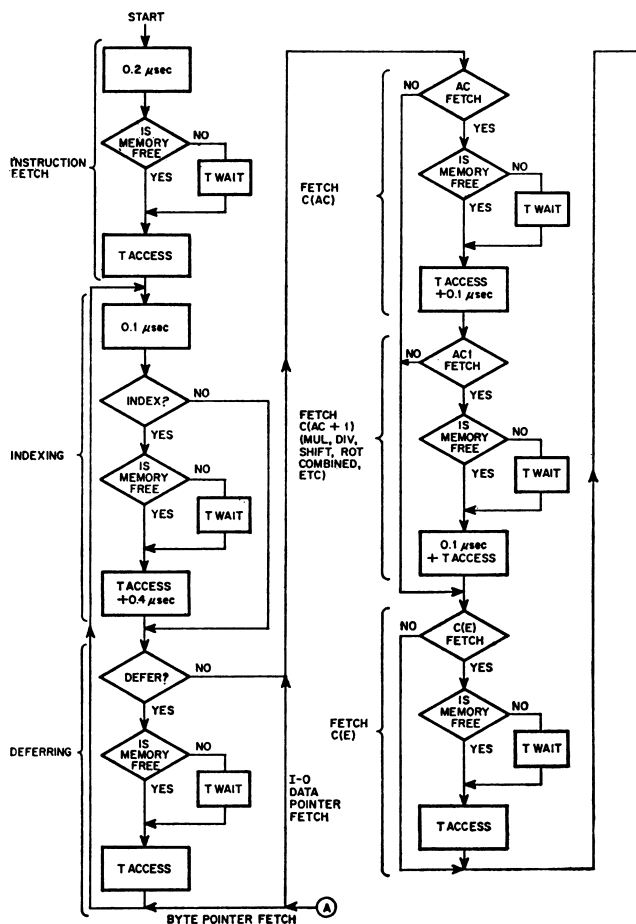 START
0.2 μsec
IS
MEMORY
FREE
NO
YES
T WAIT
INSTRUCTION
FETCH
T ACCESS
0.1 μsec
INDEX?
NO
YES
INDEXING
IS
MEMORY
FREE
NO
YES
T WAIT
T ACCESS
+0.4 μsec
DEFER?
NO
YES
DEFERRING
IS
MEMORY
FREE
NO
YES
T WAIT
T ACCESS
I-O
DATA
POINTER
FETCH
BYTE POINTER FETCH
A
NO
AC
FETCH
YES
FETCH
C(AC)
IS
MEMORY
FREE
NO
YES
T WAIT
T ACCESS
+0.1 μsec
NO
AC1
FETCH
YES
FETCH
C(AC + 1)
(MUL, DIV,
SHIFT, ROT
COMBINED,
ETC)
IS
MEMORY
FREE
NO
YES
T WAIT
0.1 μsec
+ T ACCESS
NO
C(E)
FETCH
YES
FETCH
C(E)
IS
MEMORY
FREE
NO
YES
T WAIT
T ACCESS